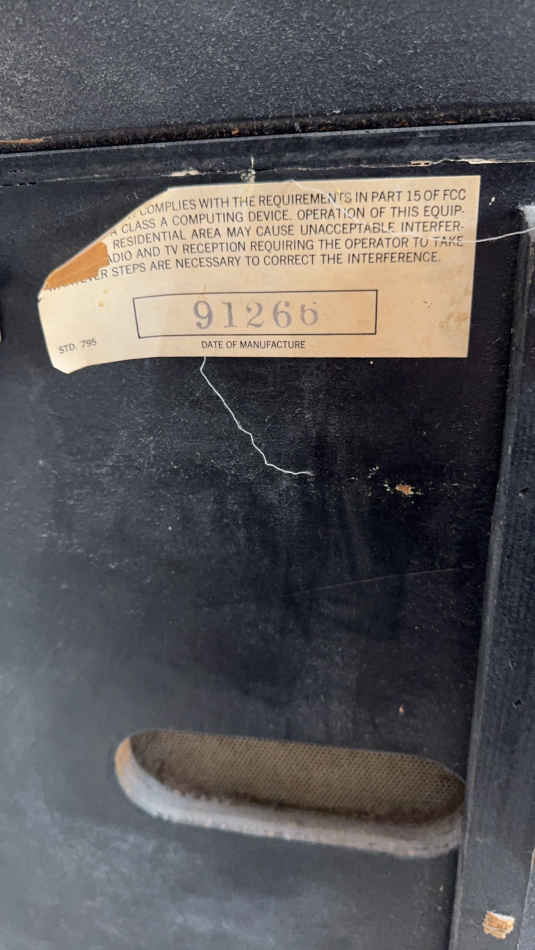 COMPLIES WITH THE REQUIREMENTS IN PART 15 OF FCC
CLASS A COMPUTING DEVICE. OPERATION OF THIS EQUIP-
RESIDENTIAL AREA MAY CAUSE UNACCEPTABLE INTERFER-
ADIO AND TV RECEPTION REQUIRING THE OPERATOR TO TAKE
ER STEPS ARE NECESSARY TO CORRECT THE INTERFERENCE.
91266
STD. 795
DATE OF MANUFACTURE